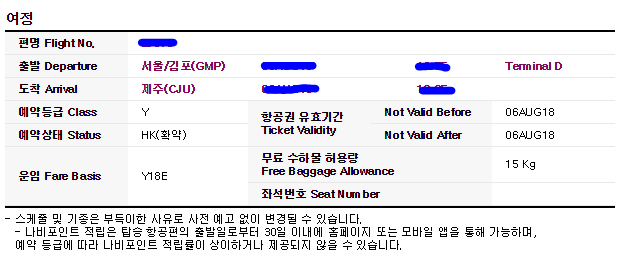 여정
편명 Flight No.
출발 Departure 서울/김포(GMP) Terminal D
도착 Arrival 제주(CJU)
예약등급 Class Y 항공권 유효기간 Ticket Validity Not Valid Before 06AUG18
예약상태 Status HK(확약) Not Valid After 06AUG18
운임 Fare Basis Y18E 무료 수하물 허용량 Free Baggage Allowance 15 Kg
좌석번호 Seat Number
- 스케줄 및 기종은 부득이한 사유로 사전 예고 없이 변경될 수 있습니다.
- 나비포인트 적립은 탑승 항공편의 출발일로부터 30일 이내에 홈페이지 또는 모바일 앱을 통해 가능하며,
예약 등급에 따라 나비포인트 적립률이 상이하거나 제공되지 않을 수 있습니다.